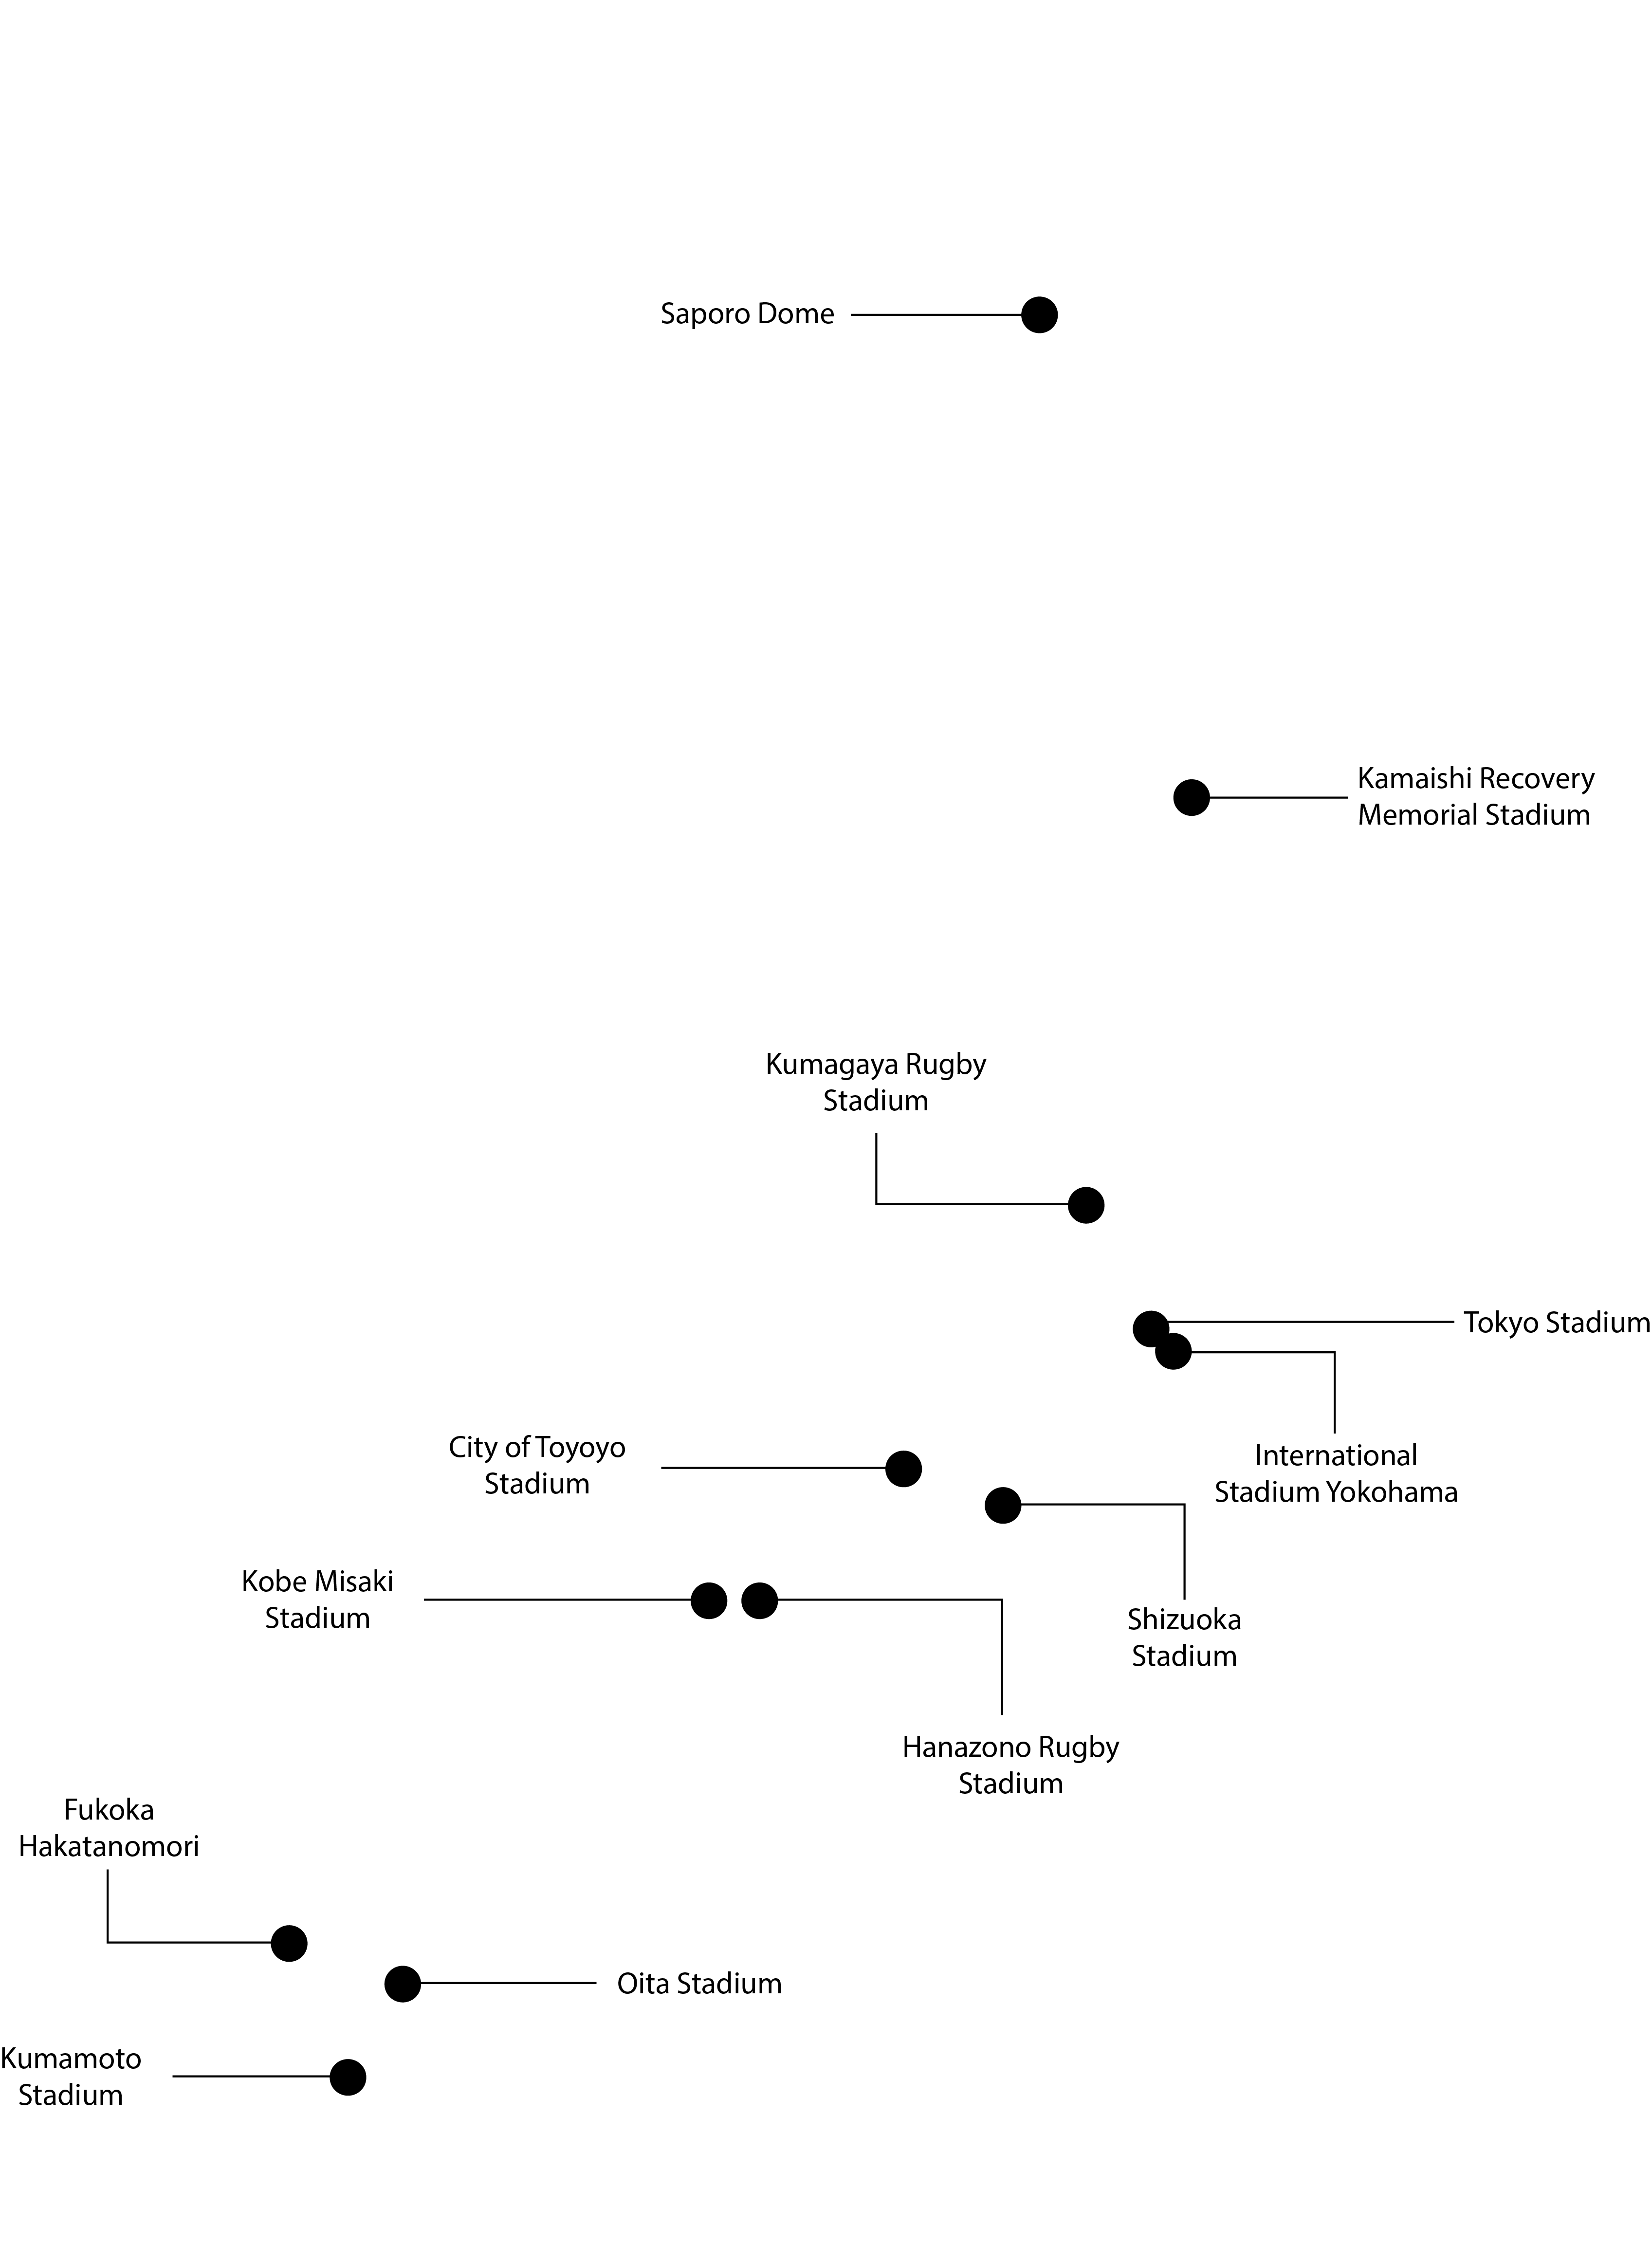 Saporo Dome
Kamaishi Recovery
Memorial Stadium
Kumagaya Rugby
Stadium
Tokyo Stadium
International
Stadium Yokohama
City of Toyoyo
Stadium
Kobe Misaki
Stadium
Shizuoka
Stadium
Hanazono Rugby
Stadium
Fukoka
Hakatanomori
Oita Stadium
Kumamoto
Stadium